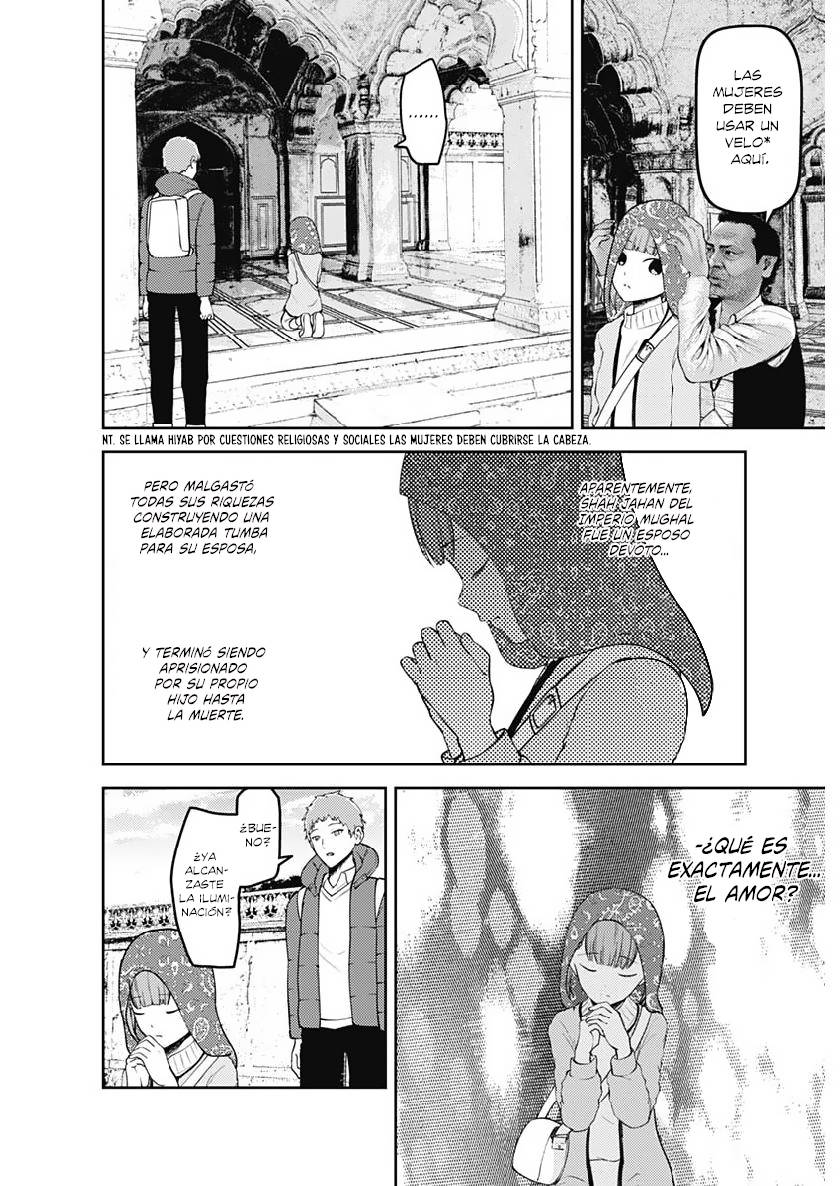 LAS
MUJERES
DEBEN
USAR UN
VELO*
AQUÍ.
.......
NT. SE LLAMA HIYAB POR CUESTIONES RELIGIOSAS Y SOCIALES LAS MUJERES DEBEN CUBRIRSE LA CABEZA.
APARENTEMENTE,
SHAH JAHAN DEL
IMPERIO MUGHAL
FUE UN ESPOSO
DEVOTO...
PERO MALGASTÓ
TODAS SUS RIQUEZAS
CONSTRUYENDO UNA
ELABORADA TUMBA
PARA SU ESPOSA,
Y TERMINÓ SIENDO
APRISIONADO
POR SU PROPIO
HIJO HASTA
LA MUERTE.
-¿QUÉ ES
EXACTAMENTE...
EL AMOR?
¿BUE-
NO?
¿YA
ALCAN-
ZASTE
LA ILUMI-
NACIÓN?